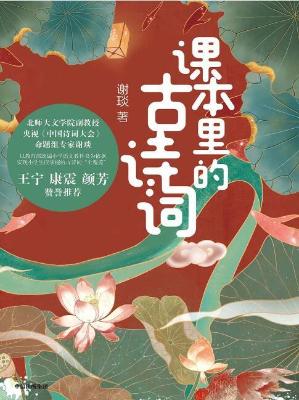 课本里的
古诗词
谢琰 著
北师大文学院副教授
央视《中国诗词大会》
命题组专家谢琰
王宁 康震 颜芳
赞誉推荐